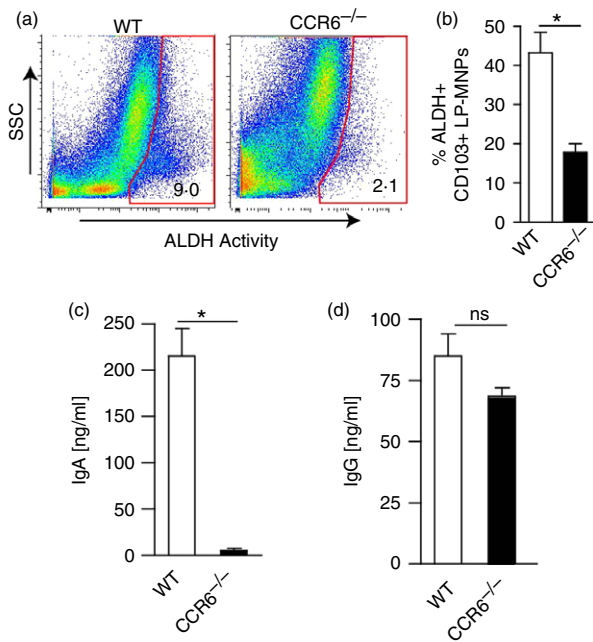 (a)
WT
CCR6−/−
SSC
9·0
2·1
ALDH Activity
(b)
*
% ALDH+
CD103+ LP-MNPs
50
40
30
20
10
0
WT
CCR6−/−
(c)
*
IgA [ng/ml]
250
200
150
100
50
0
WT
CCR6−/−
(d)
ns
IgG [ng/ml]
100
75
50
25
0
WT
CCR6−/−